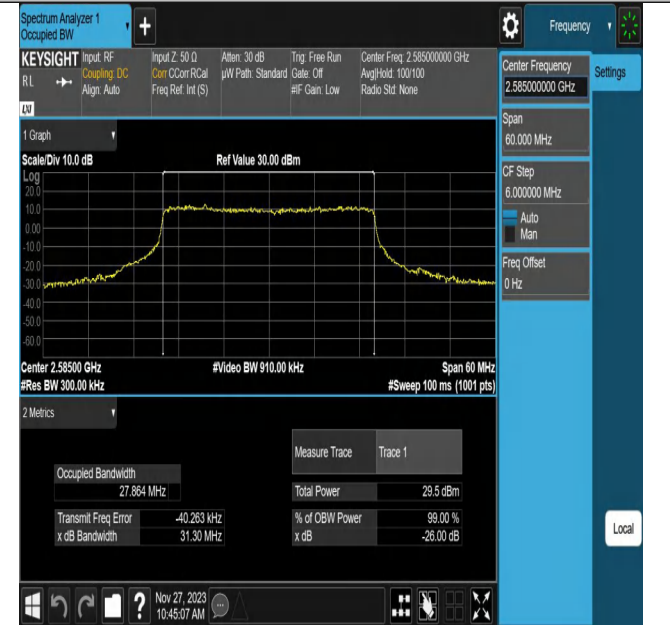 Spectrum Analyzer 1
Occupied BW
+
Frequency
KEYSIGHT
R L
LXI
Input: RF
Coupling: DC
Align: Auto
Input Z: 50 Ω
Corr CCorr RCal
Freq Ref: Int (S)
Atten: 30 dB
µW Path: Standard
Trig: Free Run
Gate: Off
#IF Gain: Low
Center Freq: 2.585000000 GHz
Avg|Hold: 100/100
Radio Std: None
Center Frequency
2.585000000 GHz
Settings
Span
60.000 MHz
CF Step
6.000000 MHz
Auto
Man
Freq Offset
0 Hz
Local
1 Graph
Scale/Div 10.0 dB
Ref Value 30.00 dBm
Log
20.0
10.0
0.00
-10.0
-20.0
-30.0
-40.0
-50.0
-60.0
Center 2.58500 GHz
#Video BW 910.00 kHz
Span 60 MHz
#Res BW 300.00 kHz
#Sweep 100 ms (1001 pts)
2 Metrics
Measure Trace Trace 1
Occupied Bandwidth
27.864 MHz
Total Power 29.5 dBm
Transmit Freq Error -40.263 kHz
% of OBW Power 99.00 %
x dB Bandwidth 31.30 MHz
x dB -26.00 dB
?
Nov 27, 2023
10:45:07 AM